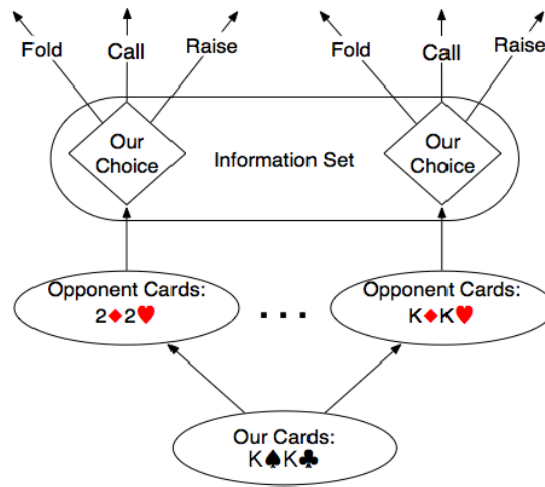 Fold
Call
Raise
Fold
Call
Raise
Our
Choice
Information Set
Our
Choice
Opponent Cards:
2♦2♥
...
Opponent Cards:
K♦K♥
Our Cards:
K♠K♣